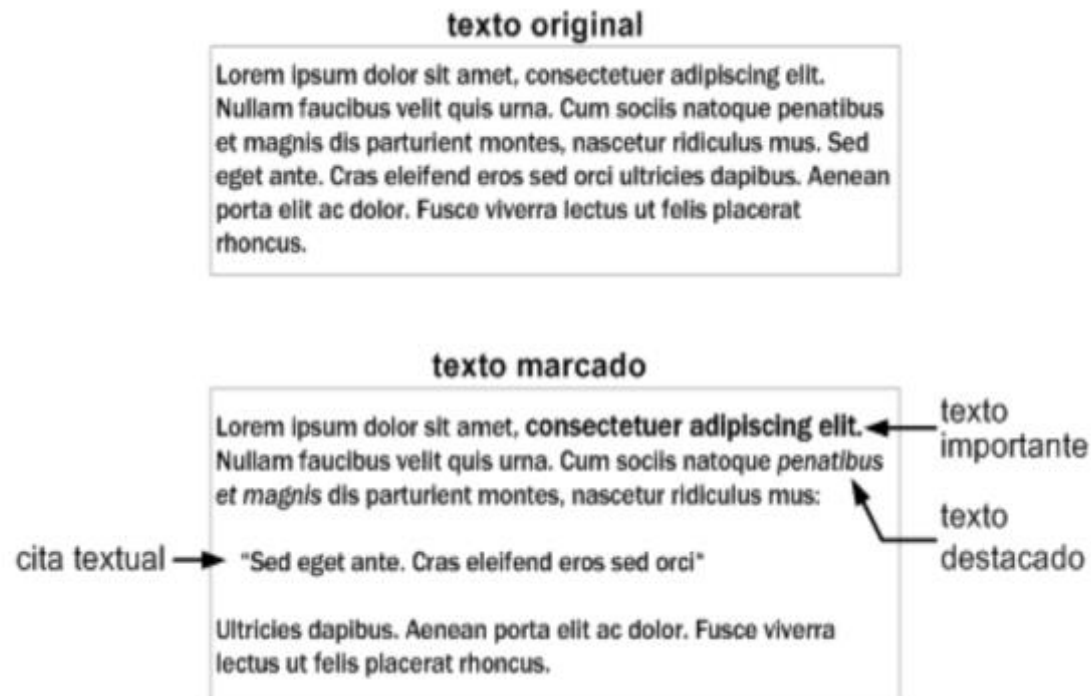 texto original
Lorem ipsum dolor sit amet, consectetuer adipiscing elit.
Nullam faucibus velit quis urna. Cum sociis natoque penatibus
et magnis dis parturient montes, nascetur ridiculus mus. Sed
eget ante. Cras eleifend eros sed orci ultricies dapibus. Aenean
porta elit ac dolor. Fusce viverra lectus ut felis placerat
rhoncus.
texto marcado
Lorem ipsum dolor sit amet, consectetuer adipiscing elit.
Nullam faucibus velit quis urna. Cum sociis natoque penatibus
et magnis dis parturient montes, nascetur ridiculus mus:
"Sed eget ante. Cras eleifend eros sed orci"
Ultricies dapibus. Aenean porta elit ac dolor. Fusce viverra
lectus ut felis placerat rhoncus.
texto
importante
texto
destacado
cita textual